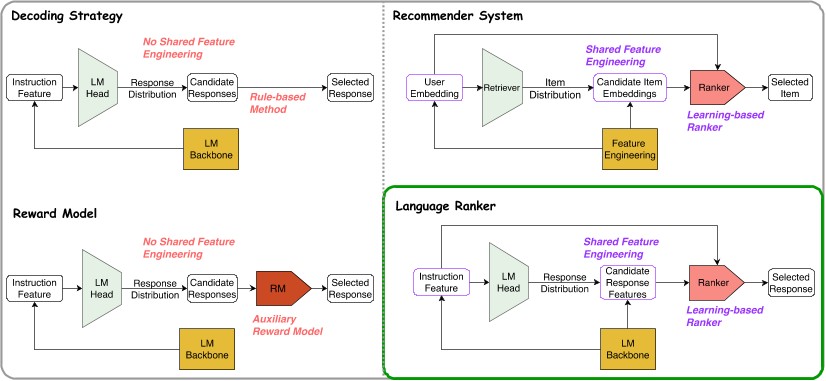 Decoding Strategy
No Shared Feature
Engineering
Instruction
Feature
LM
Head
Response
Distribution
Candidate
Responses
Rule-based
Method
Selected
Response
LM
Backbone
Recommender System
Shared Feature
Engineering
User
Embedding
Retriever
Item
Distribution
Candidate Item
Embeddings
Ranker
Selected
Item
Learning-based
Ranker
Feature
Engineering
Reward Model
No Shared Feature
Engineering
Instruction
Feature
LM
Head
Response
Distribution
Candidate
Responses
RM
Selected
Response
Auxiliary
Reward Model
LM
Backbone
Language Ranker
Shared Feature
Engineering
Instruction
Feature
LM
Head
Response
Distribution
Candidate
Response
Features
Ranker
Selected
Response
Learning-based
Ranker
LM
Backbone